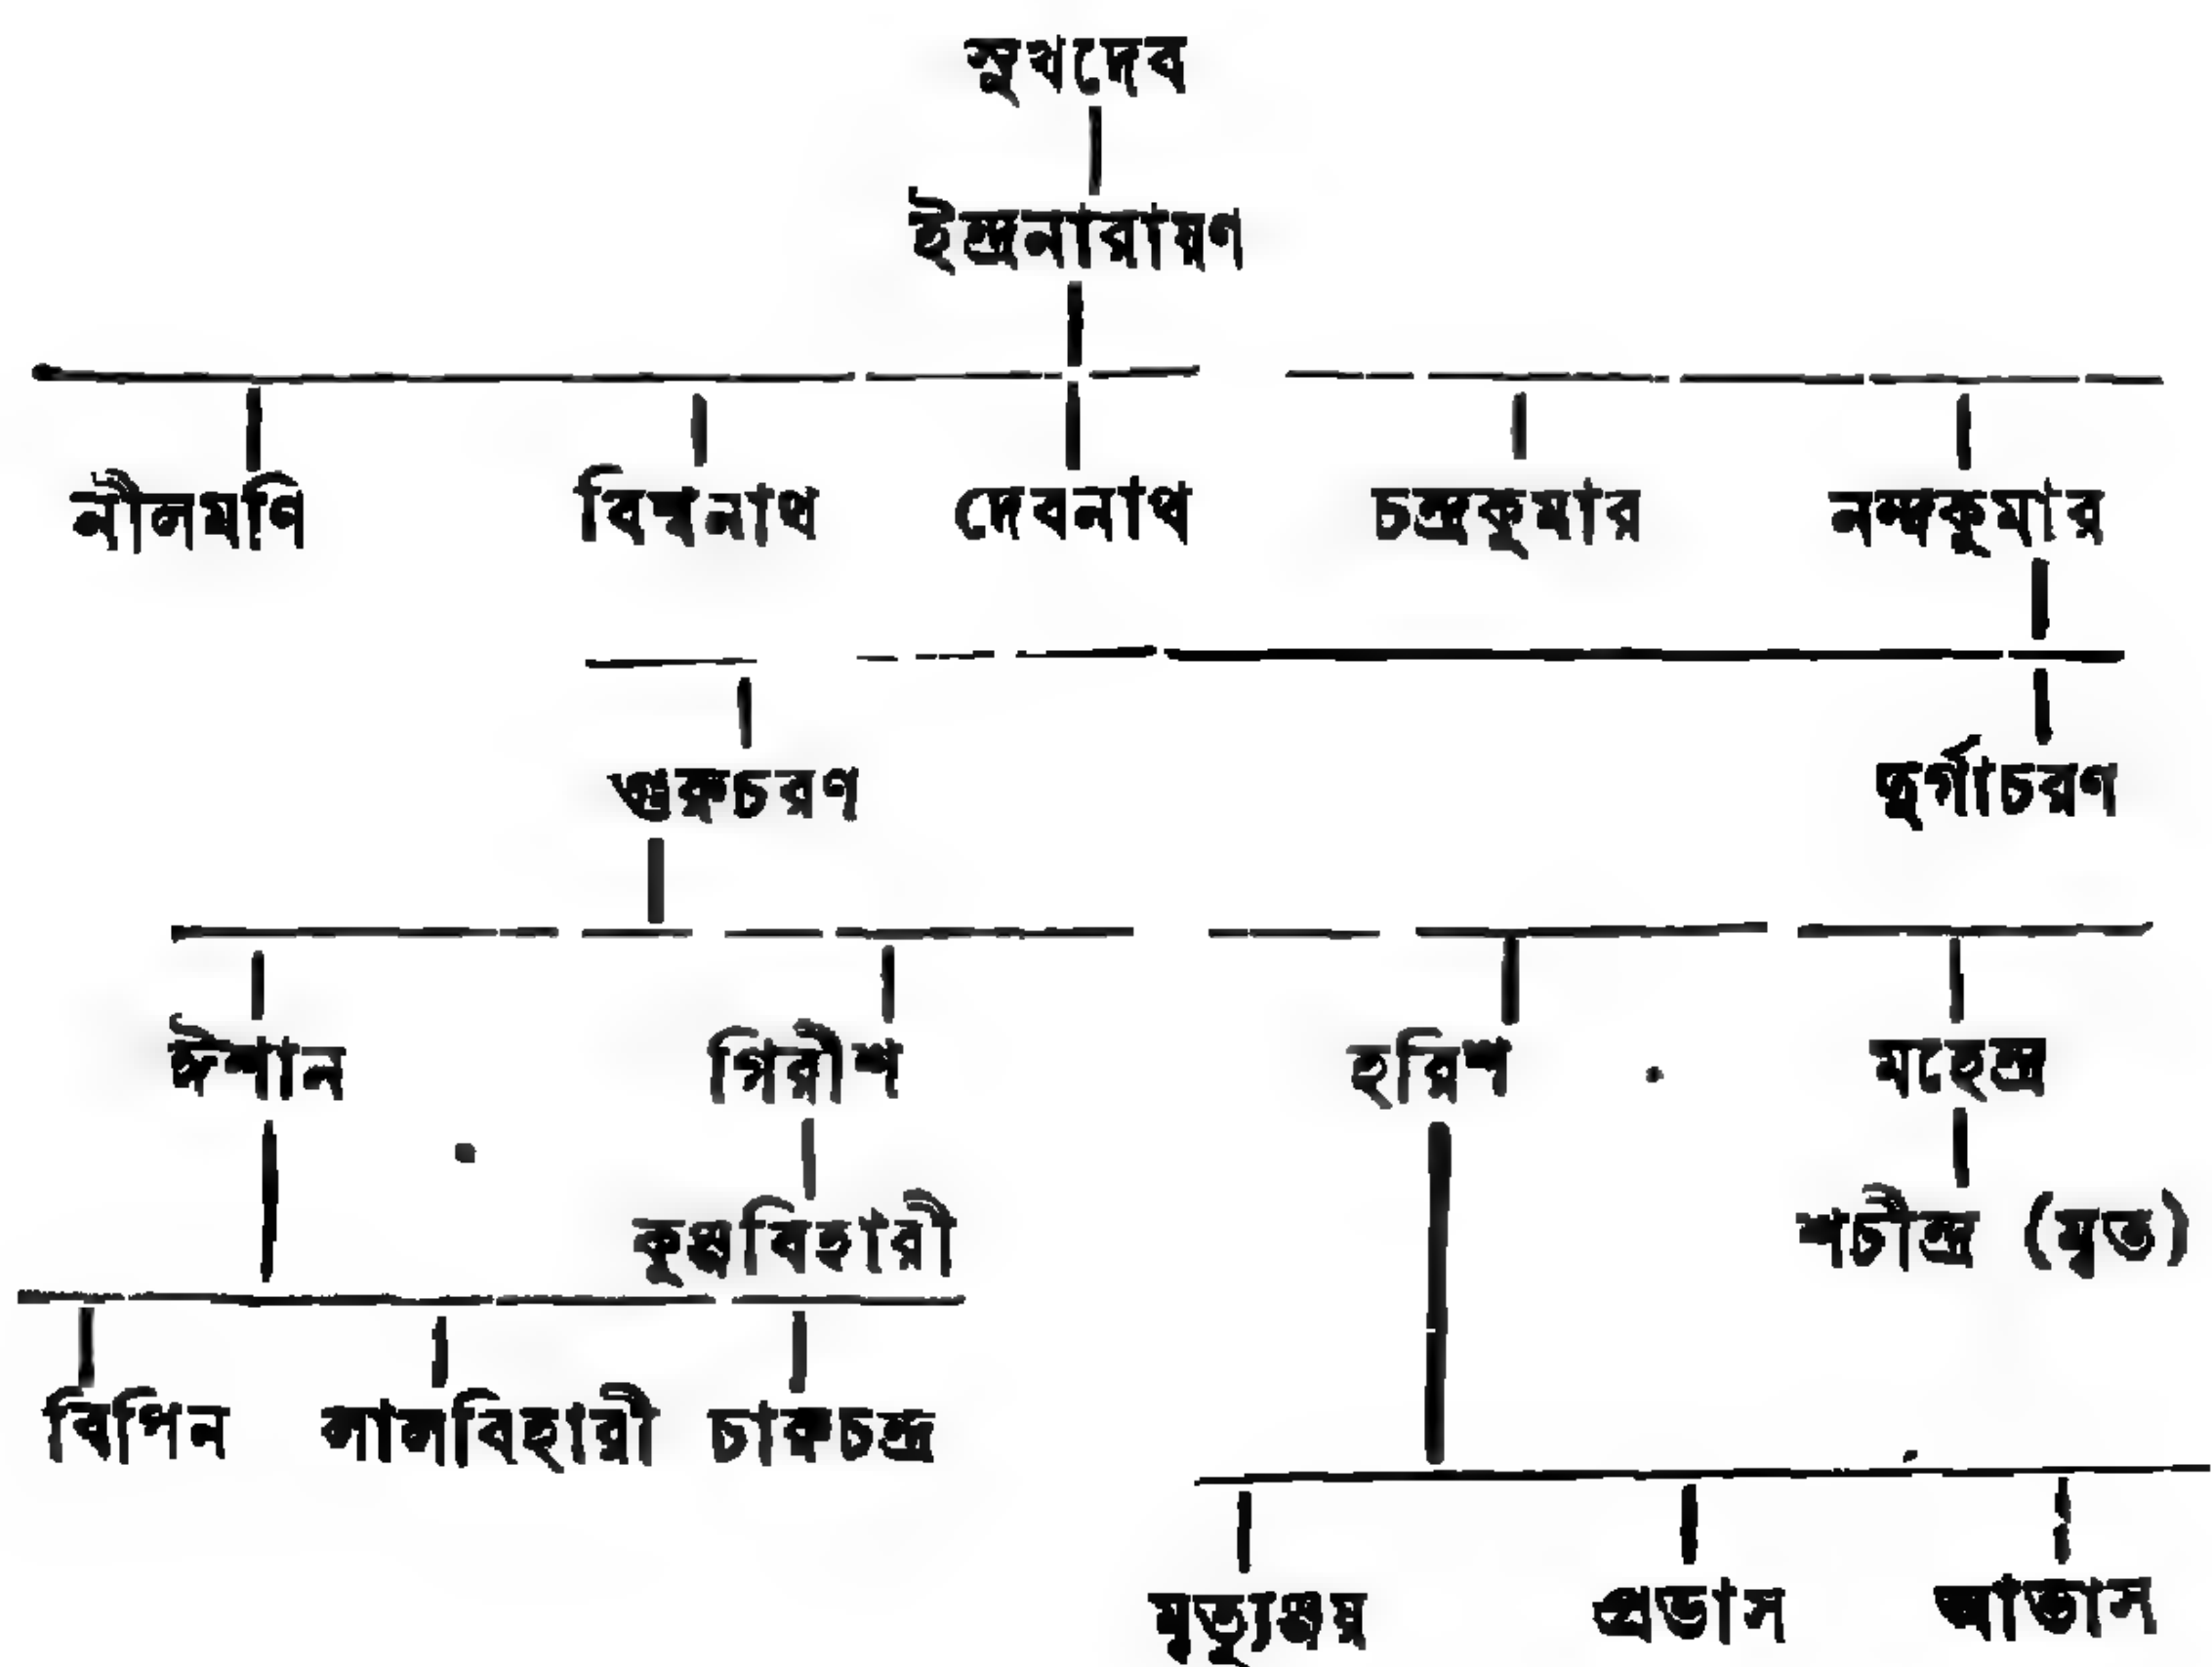 সুখদেব
ইন্দ্রনারায়ণ
নীলমণি বিশ্বনাথ দেবনাথ চন্দ্রকুমার নন্দকুমার
গুরুচরণ দুর্গাচরণ
ঈশান গিরীশ হরিশ মহেন্দ্র
কুঞ্জবিহারী শচীন্দ্র (মৃত)
বিপিন লালবিহারী চারুচন্দ্র
মৃত্যুঞ্জয় প্রভাস আভাস